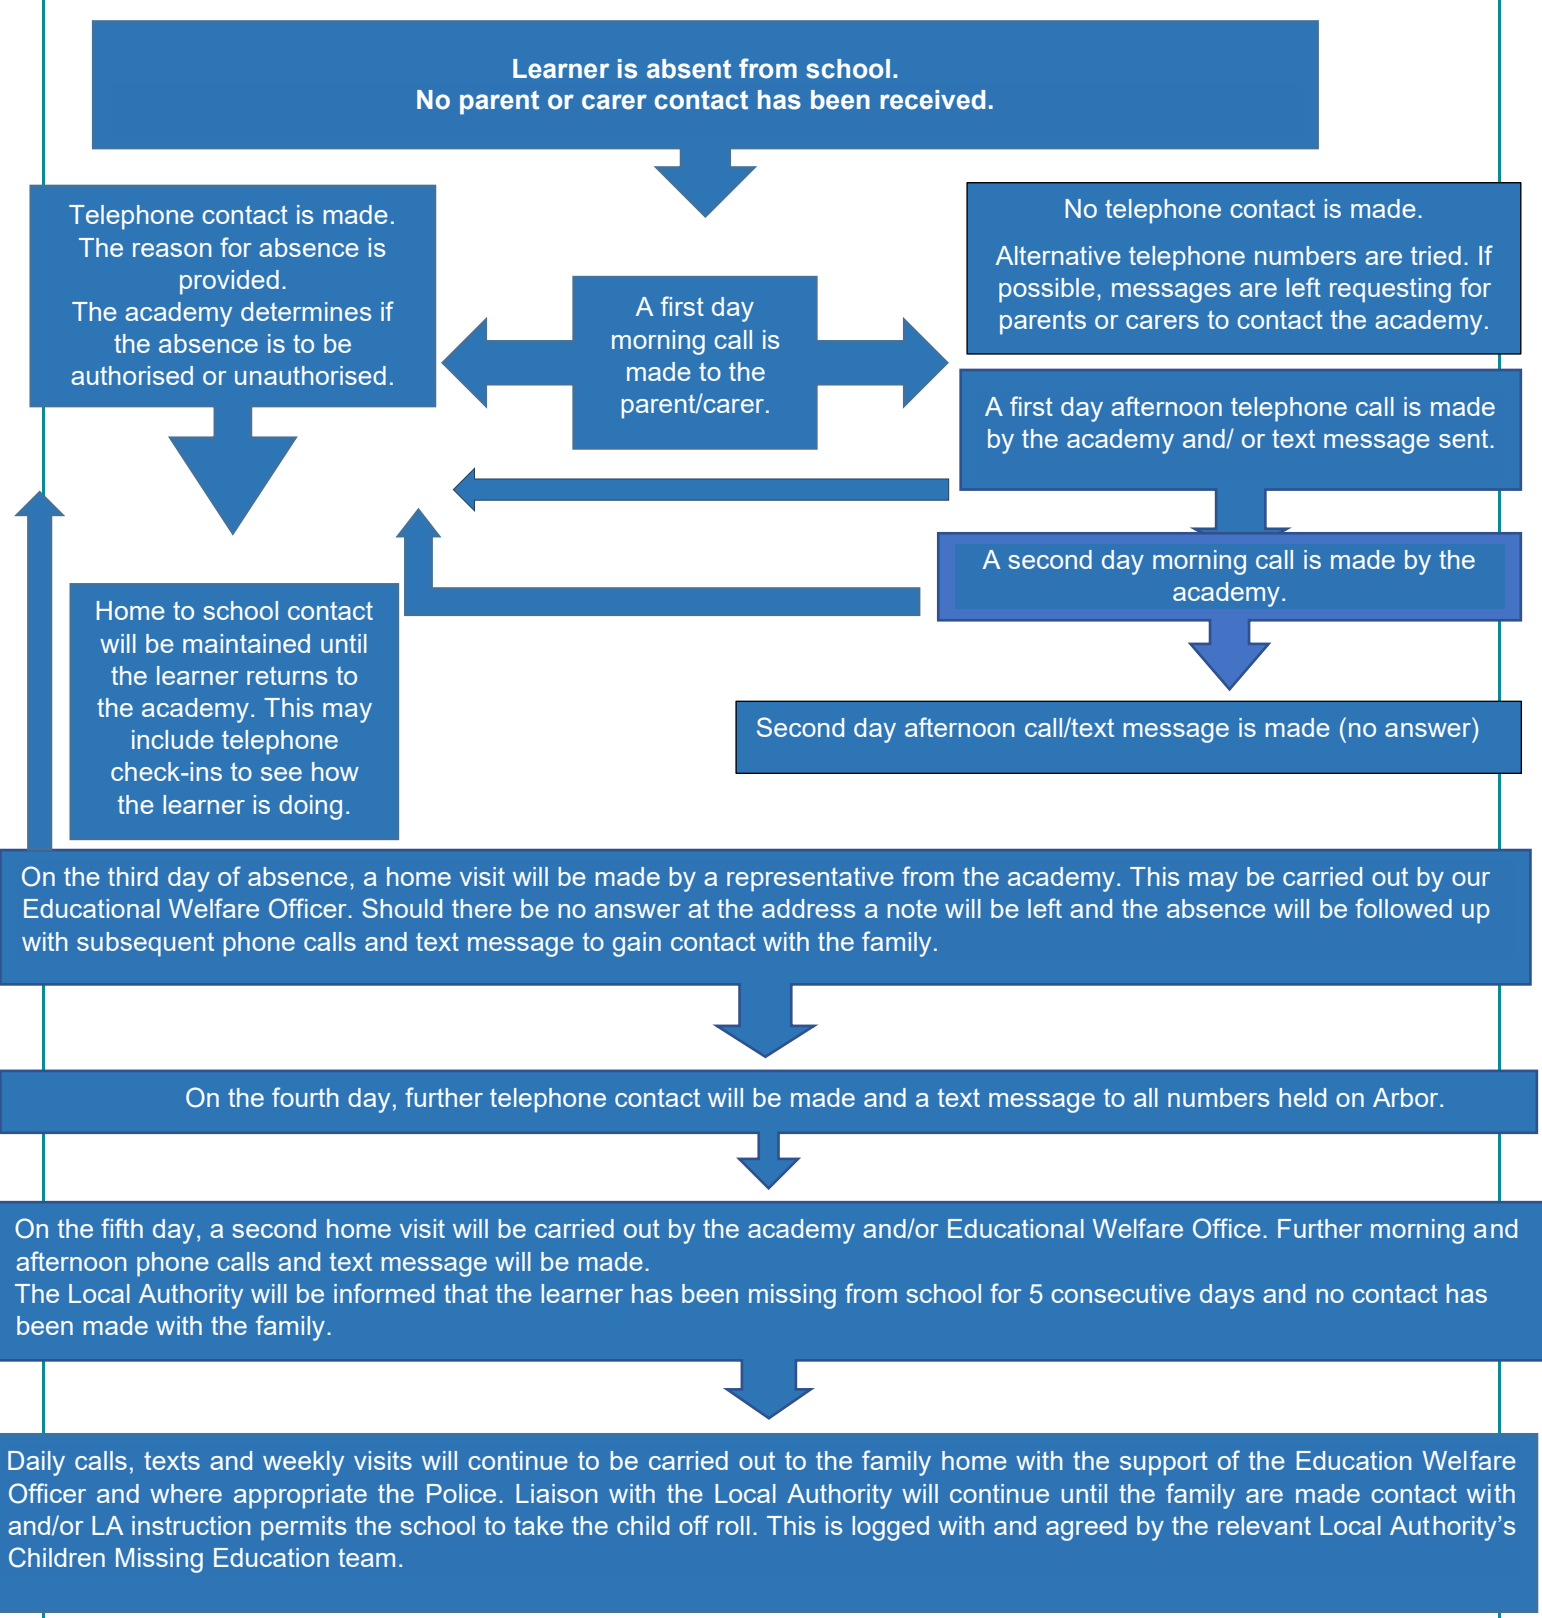 Learner is absent from school.
No parent or carer contact has been received.
Telephone contact is made.
The reason for absence is
provided.
The academy determines if
the absence is to be
authorised or unauthorised.
A first day
morning call is
made to the
parent/carer.
No telephone contact is made.
Alternative telephone numbers are tried. If
possible, messages are left requesting for
parents or carers to contact the academy.
A first day afternoon telephone call is made
by the academy and/ or text message sent.
A second day morning call is made by the
academy.
Home to school contact
will be maintained until
the learner returns to
the academy. This may
include telephone
check-ins to see how
the learner is doing.
Second day afternoon call/text message is made (no answer)
On the third day of absence, a home visit will be made by a representative from the academy. This may be carried out by our
Educational Welfare Officer. Should there be no answer at the address a note will be left and the absence will be followed up
with subsequent phone calls and text message to gain contact with the family.
On the fourth day, further telephone contact will be made and a text message to all numbers held on Arbor.
On the fifth day, a second home visit will be carried out by the academy and/or Educational Welfare Office. Further morning and
afternoon phone calls and text message will be made.
The Local Authority will be informed that the learner has been missing from school for 5 consecutive days and no contact has
been made with the family.
Daily calls, texts and weekly visits will continue to be carried out to the family home with the support of the Education Welfare
Officer and where appropriate the Police. Liaison with the Local Authority will continue until the family are made contact with
and/or LA instruction permits the school to take the child off roll. This is logged with and agreed by the relevant Local Authority's
Children Missing Education team.